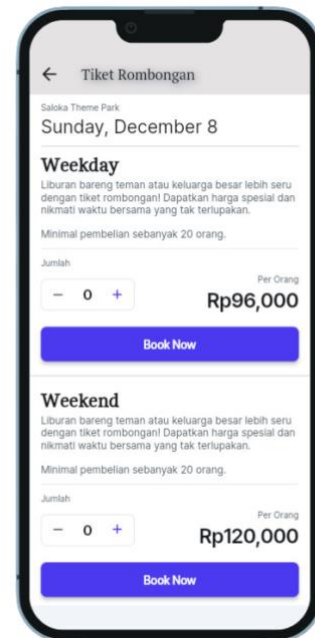 Tiket Rombongan
Saloka Theme Park
Sunday, December 8
Weekday
Liburan bareng teman atau keluarga besar lebih seru
dengan tiket rombongan! Dapatkan harga spesial dan
nikmati waktu bersama yang tak terlupakan.
Minimal pembelian sebanyak 20 orang.
Jumlah
Per Orang
− 0 +
Rp96,000
Book Now
Weekend
Liburan bareng teman atau keluarga besar lebih seru
dengan tiket rombongan! Dapatkan harga spesial dan
nikmati waktu bersama yang tak terlupakan.
Minimal pembelian sebanyak 20 orang.
Jumlah
Per Orang
− 0 +
Rp120,000
Book Now